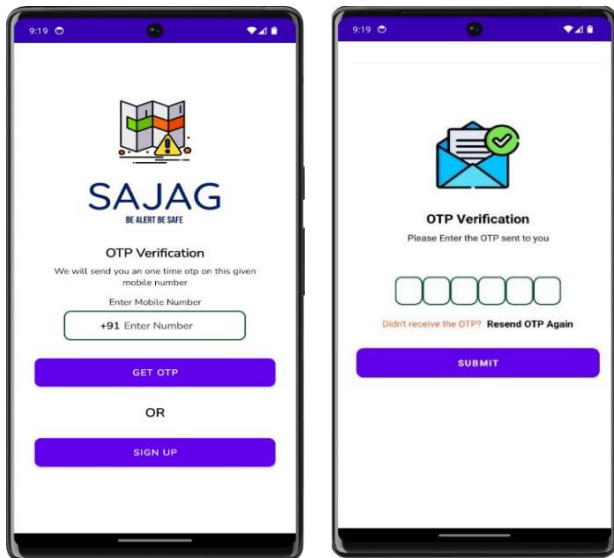 9:19
SAJAG
BE ALERT BE SAFE
OTP Verification
We will send you an one time otp on this given
mobile number
Enter Mobile Number
+91 Enter Number
GET OTP
OR
SIGN UP
9:19
OTP Verification
Please Enter the OTP sent to you
Didn't receive the OTP? Resend OTP Again
SUBMIT